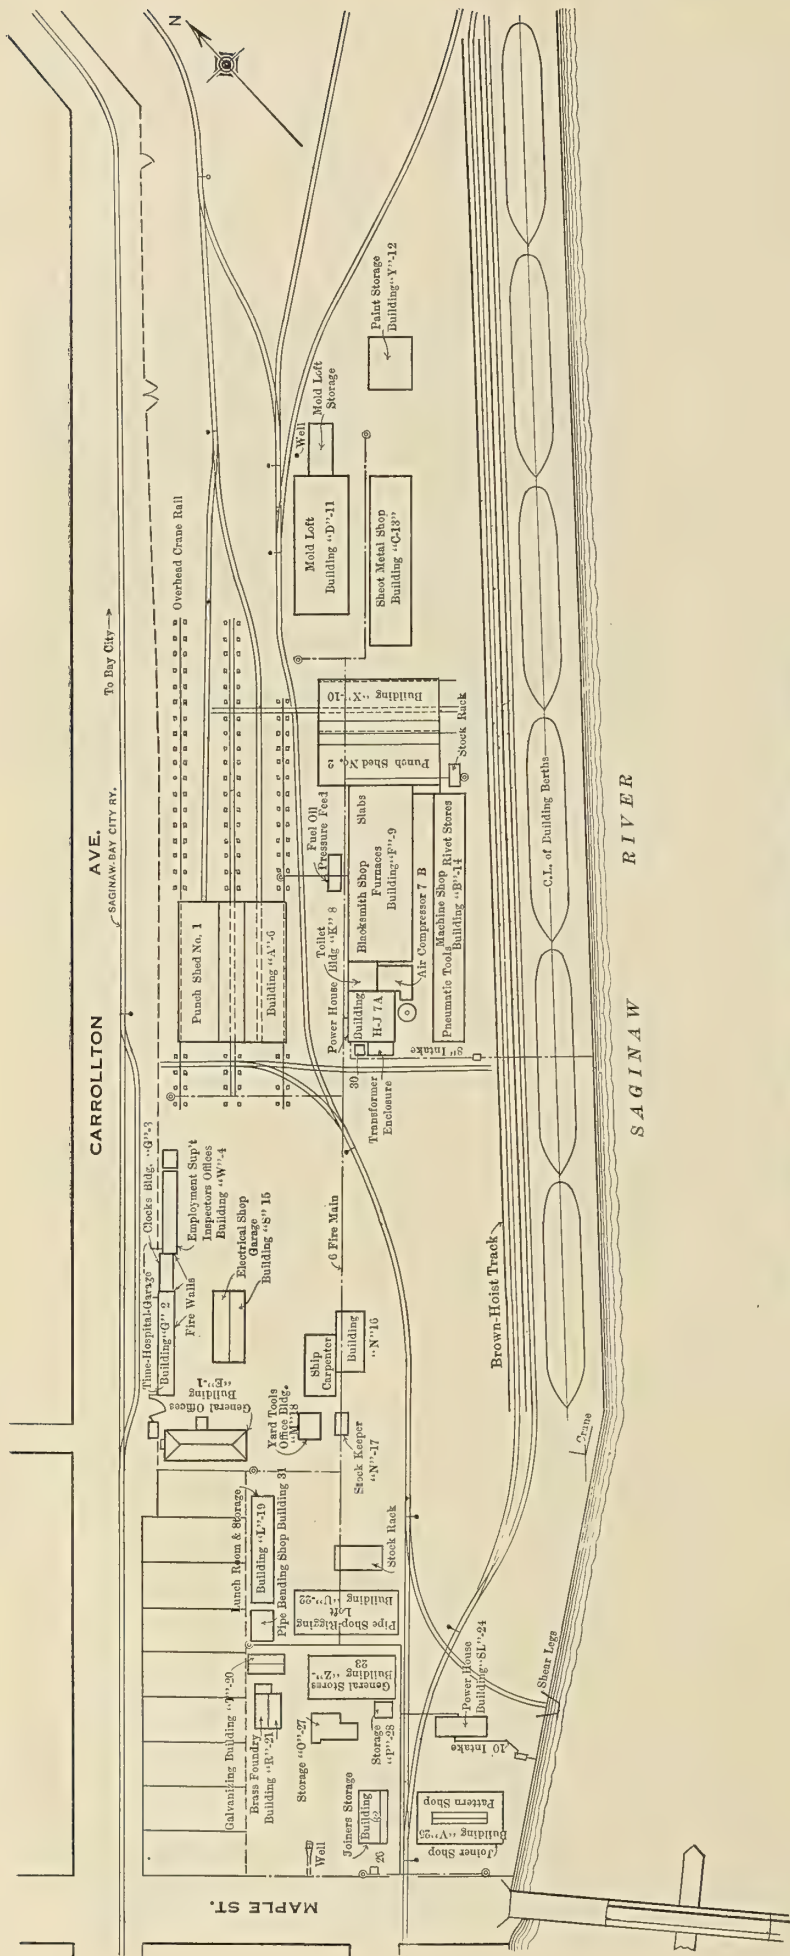 N
CARROLLTON AVE.
SAGINAW-BAY CITY RY.
To Bay City
Overhead Crane Rail
Paint Storage
Building "Y"-12
Mold Loft
Storage
Well
Mold Loft
Building "D"-11
Sheet Metal Shop
Building "C-13"
Building "X"-10
Punch Shed No. 2
Stock Rack
Fuel Oil
Pressure Feed
Slabs
Blacksmith Shop
Furnaces
Building "F"-9
Machine Shop
Rivet Stores
Pneumatic Tools
Building "B"-14
Air Compressor 7 B
Toilet
Bldg "K" 8
Power House
Building
H-J 7A
30
Transformer
Enclosure
8" Intake
Punch Shed No. 1
Building "A"-6
Clocks Bldg. "G"-3
Employment Sup't
Inspectors Offices
Building "W"-4
Electrical Shop
Garage
Building "S" 15
Fire Walls
Time-Hospital-Garage
Building "G" 2
General Offices
Building
"E"-1
6 Fire Main
Ship
Carpenter
Building
"N"16
Yard Tools
Office Bldg.
"M"18
Stock Keeper
"N"-17
Stock Rack
Lunch Room & Storage
Building "L"-19
Pipe Bending Shop Building 31
Pipe Shop-Rigging
Loft
Building "U"-22
General Stores
Building "Z"-
23
Galvanizing Building "T"-20
Brass Foundry
Building "R"-21
Storage "O"-27
Storage
"P"-28
Joiners Storage
Building
32
Well
26
Power House
Building "SL"-24
10" Intake
Pattern Shop
Building "V"25
Joiner Shop
Shear Legs
Crane
Brown-Hoist Track
C.L. of Building Berths
SAGINAW RIVER
MAPLE ST.